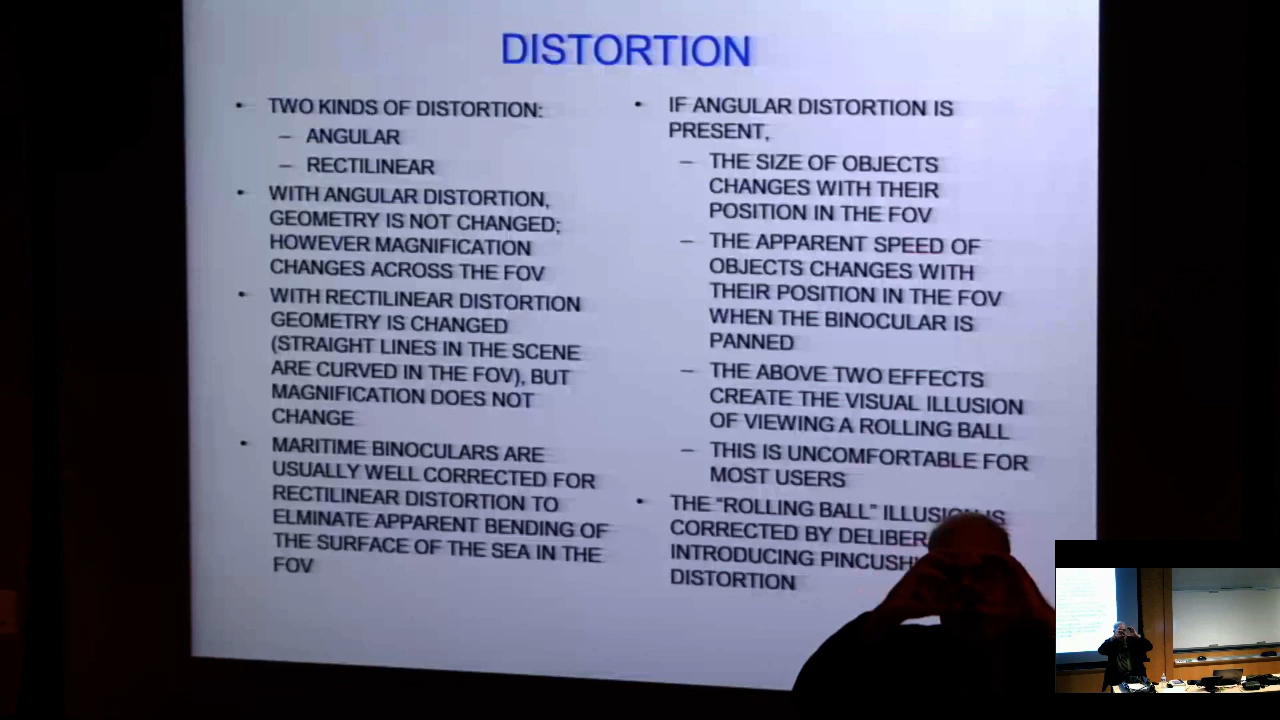 DISTORTION
• TWO KINDS OF DISTORTION:
– ANGULAR
– RECTILINEAR
• WITH ANGULAR DISTORTION,
GEOMETRY IS NOT CHANGED;
HOWEVER MAGNIFICATION
CHANGES ACROSS THE FOV
• WITH RECTILINEAR DISTORTION
GEOMETRY IS CHANGED
(STRAIGHT LINES IN THE SCENE
ARE CURVED IN THE FOV), BUT
MAGNIFICATION DOES NOT
CHANGE
• MARITIME BINOCULARS ARE
USUALLY WELL CORRECTED FOR
RECTILINEAR DISTORTION TO
ELMINATE APPARENT BENDING OF
THE SURFACE OF THE SEA IN THE
FOV
• IF ANGULAR DISTORTION IS
PRESENT,
– THE SIZE OF OBJECTS
CHANGES WITH THEIR
POSITION IN THE FOV
– THE APPARENT SPEED OF
OBJECTS CHANGES WITH
THEIR POSITION IN THE FOV
WHEN THE BINOCULAR IS
PANNED
– THE ABOVE TWO EFFECTS
CREATE THE VISUAL ILLUSION
OF VIEWING A ROLLING BALL
– THIS IS UNCOMFORTABLE FOR
MOST USERS
• THE “ROLLING BALL” ILLUSION IS
CORRECTED BY
INTRODUCING
DISTORTION